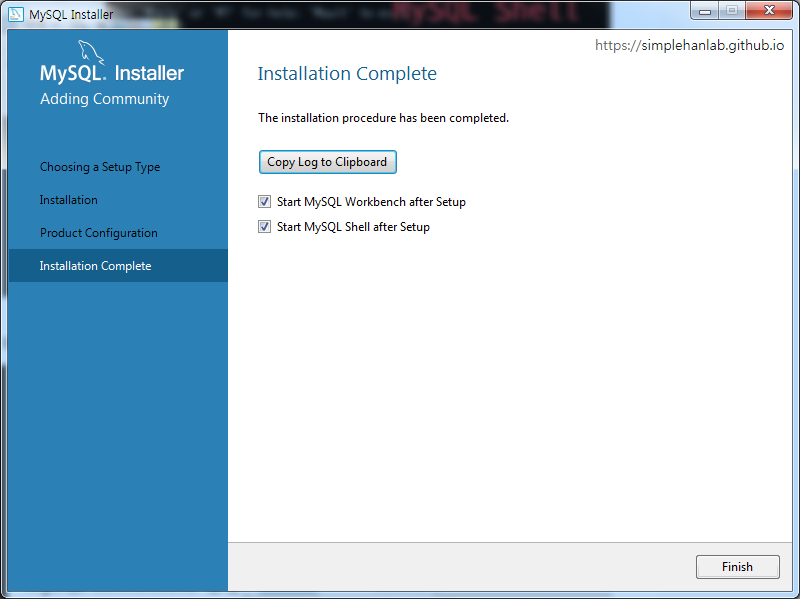 MySQL Installer
MySQL Shell
https://simplehanlab.github.io
MySQL. Installer
Adding Community
Choosing a Setup Type
Installation
Product Configuration
Installation Complete
Installation Complete
The installation procedure has been completed.
Copy Log to Clipboard
Start MySQL Workbench after Setup
Start MySQL Shell after Setup
Finish